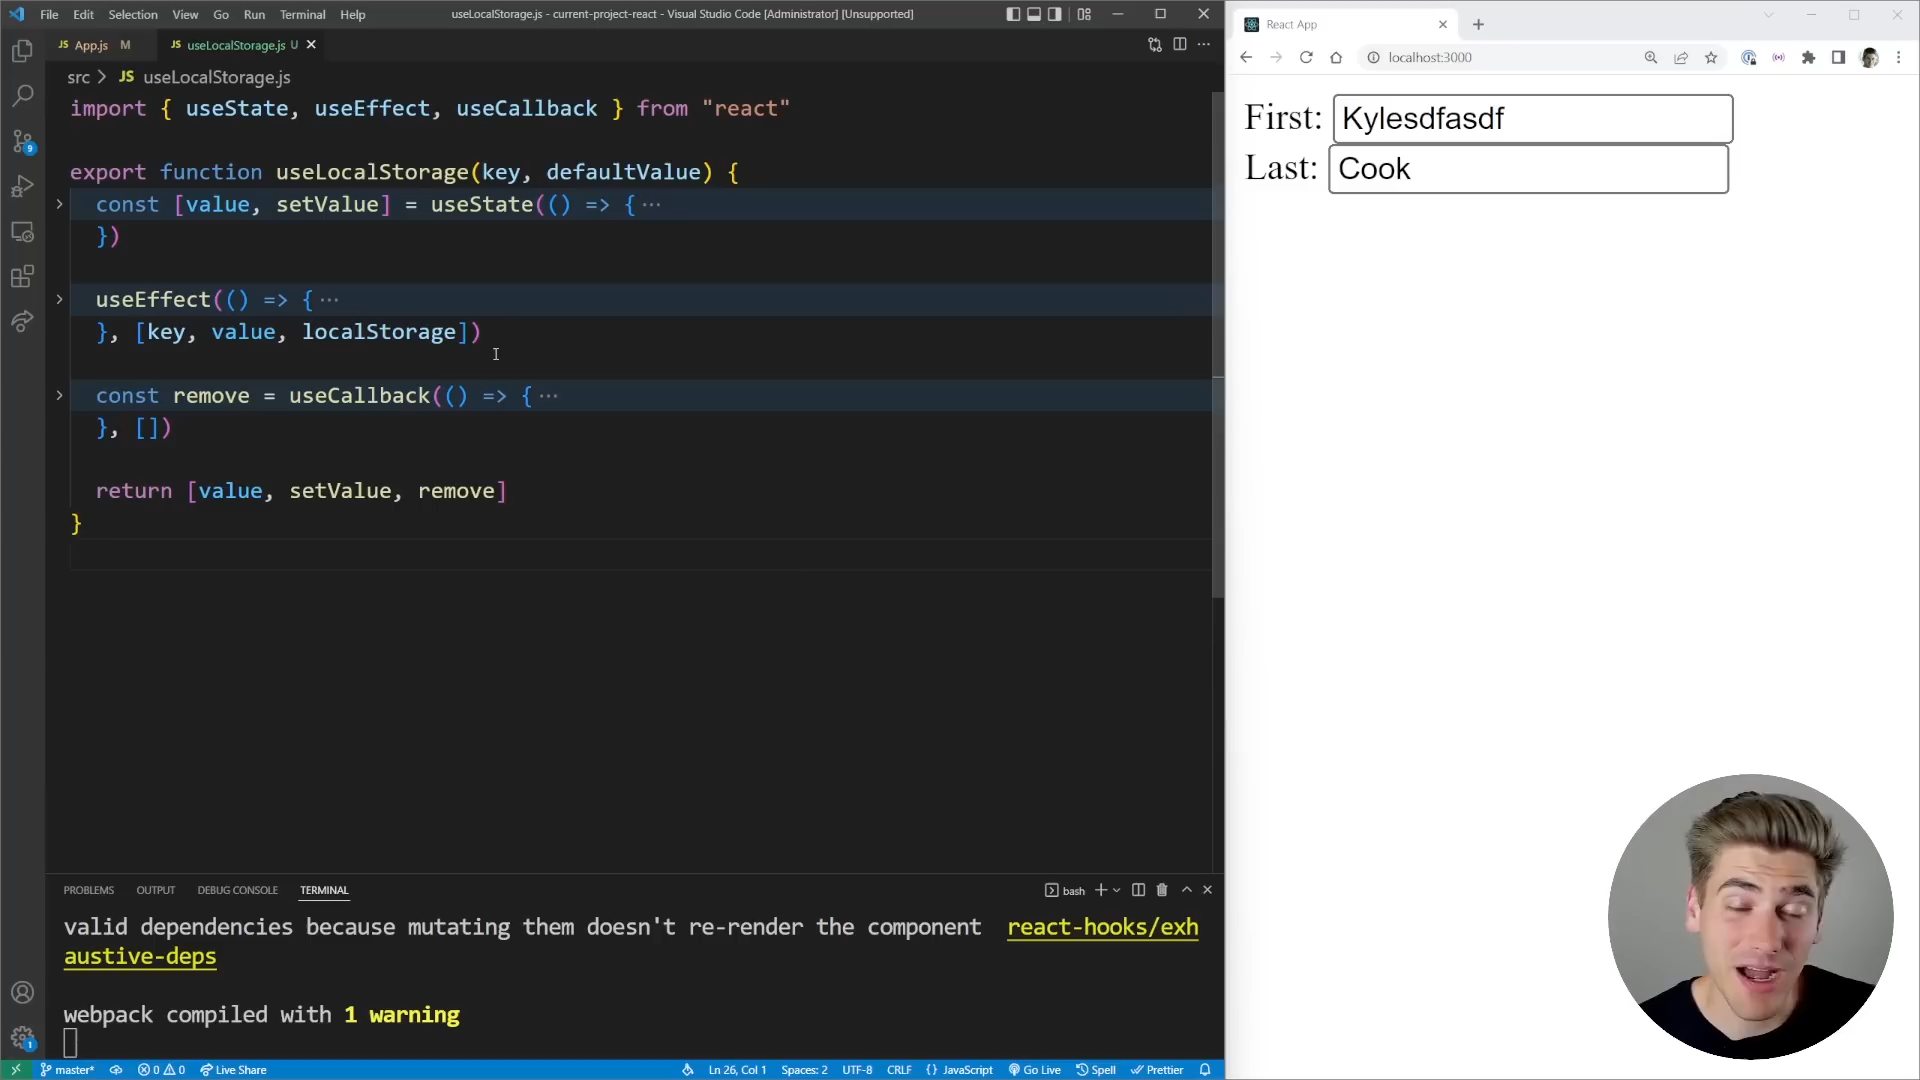 File Edit Selection View Go Run Terminal Help
useLocalStorage.js - current-project-react - Visual Studio Code [Administrator] [Unsupported]
JS App.js M
JS useLocalStorage.js U
src > JS useLocalStorage.js
import { useState, useEffect, useCallback } from "react"
export function useLocalStorage(key, defaultValue) {
const [value, setValue] = useState(() => { ···
})
useEffect(() => { ···
}, [key, value, localStorage])
const remove = useCallback(() => { ···
}, [])
return [value, setValue, remove]
}
PROBLEMS OUTPUT DEBUG CONSOLE TERMINAL
bash
valid dependencies because mutating them doesn't re-render the component react-hooks/exh
austive-deps
webpack compiled with 1 warning
9
1
master* 0 0 Live Share
Ln 26, Col 1 Spaces: 2 UTF-8 CRLF {} JavaScript Go Live Spell Prettier
React App
localhost:3000
First: Kylesdfasdf
Last: Cook